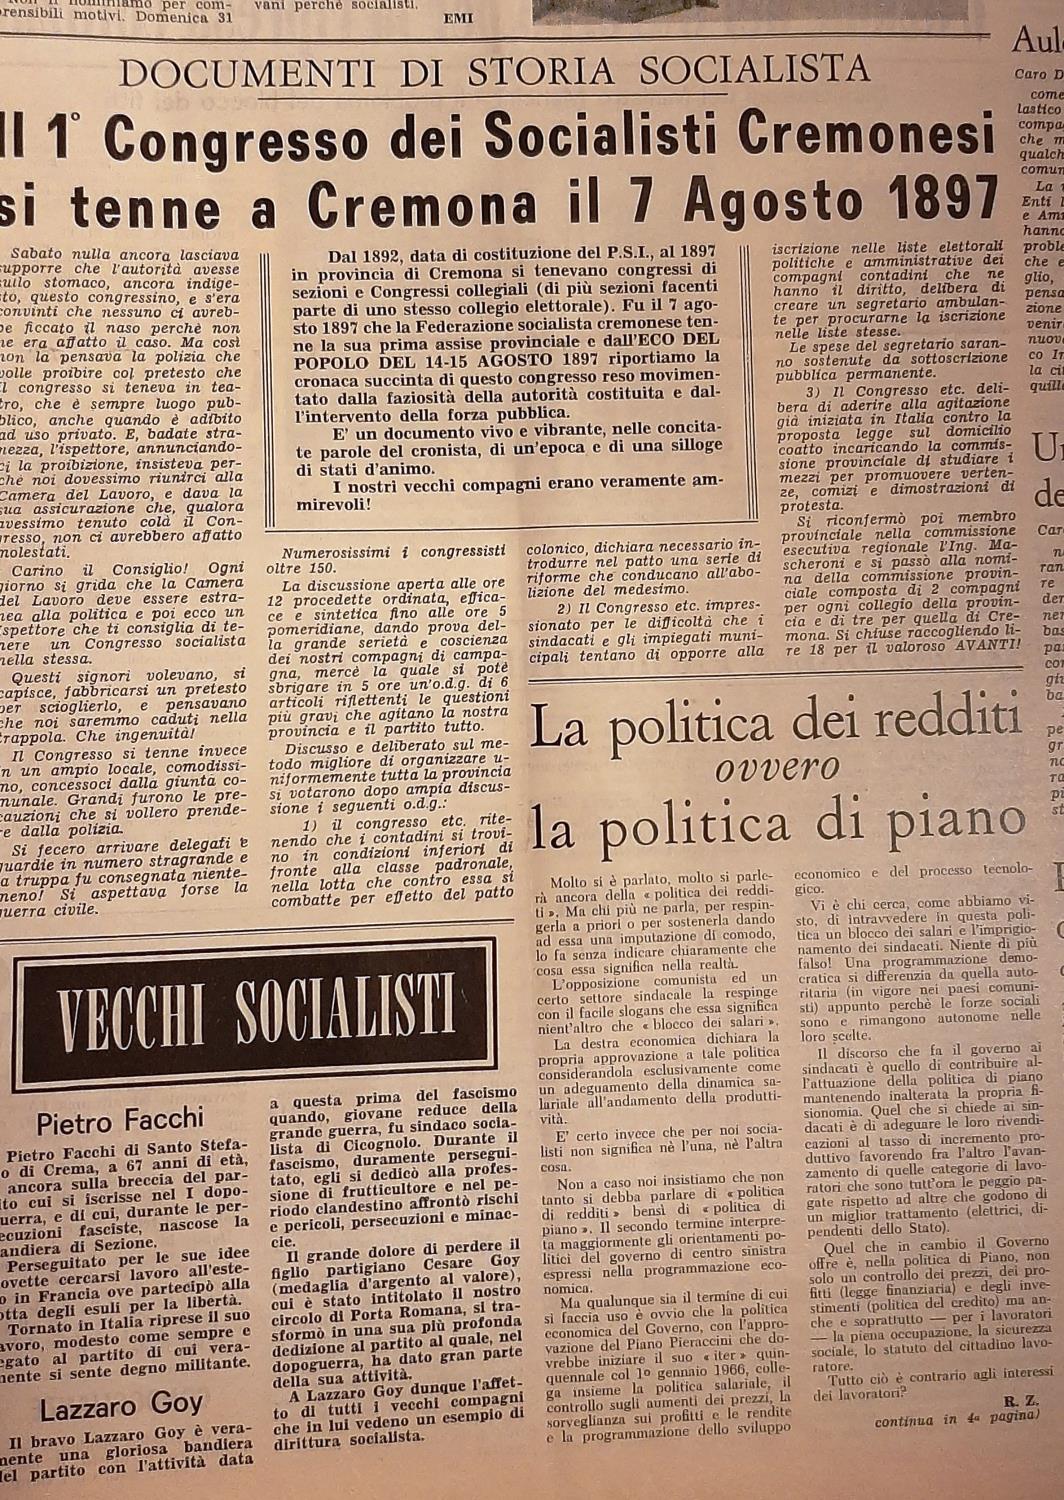 rensibili motivi. Domenica 31
vani perchè socialisti.
EMI
DOCUMENTI DI STORIA SOCIALISTA
Il 1° Congresso dei Socialisti Cremonesi
si tenne a Cremona il 7 Agosto 1897
Sabato nulla ancora lasciava
supporre che l'autorità avesse
sullo stomaco, ancora indige-
sto, questo congressino, e s'era
convinti che nessuno ci avreb-
be ficcato il naso perchè non
ne era affatto il caso. Ma così
non la pensava la polizia che
volle proibire col pretesto che
il congresso si teneva in tea-
tro, che è sempre luogo pub-
blico, anche quando è adibito
ad uso privato. E, badate stra-
nezza, l'ispettore, annunciando-
ci la proibizione, insisteva per-
chè noi dovessimo riunirci alla
Camera del Lavoro, e dava la
sua assicurazione che, qualora
avessimo tenuto colà il Con-
gresso, non ci avrebbero affatto
molestati.
Carino il Consiglio! Ogni
giorno si grida che la Camera
del Lavoro deve essere estra-
nea alla politica e poi ecco un
ispettore che ti consiglia di te-
nere un Congresso socialista
nella stessa.
Questi signori volevano, si
capisce, fabbricarsi un pretesto
per scioglierlo, e pensavano
che noi saremmo caduti nella
trappola. Che ingenuità!
Il Congresso si tenne invece
in un ampio locale, comodissi-
mo, concessoci dalla giunta co-
munale. Grandi furono le pre-
cauzioni che si vollero prende-
re dalla polizia.
Si fecero arrivare delegati e
guardie in numero stragrande e
la truppa fu consegnata niente-
meno! Si aspettava forse la
guerra civile.
Dal 1892, data di costituzione del P.S.I., al 1897
in provincia di Cremona si tenevano congressi di
sezioni e Congressi collegiali (di più sezioni facenti
parte di uno stesso collegio elettorale). Fu il 7 ago-
sto 1897 che la Federazione socialista cremonese ten-
ne la sua prima assise provinciale e dall'ECO DEL
POPOLO DEL 14-15 AGOSTO 1897 riportiamo la
cronaca succinta di questo congresso reso movimen-
tato dalla faziosità della autorità costituita e dal-
l'intervento della forza pubblica.
E' un documento vivo e vibrante, nelle concita-
te parole del cronista, di un'epoca e di una silloge
di stati d'animo.
I nostri vecchi compagni erano veramente am-
mirevoli!
Numerosissimi i congressisti
oltre 150.
La discussione aperta alle ore
12 procedette ordinata, effica-
ce e sintetica fino alle ore 5
pomeridiane, dando prova del-
la grande serietà e coscienza
dei nostri compagni di campa-
gna, mercè la quale si potè
sbrigare in 5 ore un'o.d.g. di 6
articoli riflettenti le questioni
più gravi che agitano la nostra
provincia e il partito tutto.
Discusso e deliberato sul me-
todo migliore di organizzare u-
niformemente tutta la provincia
si votarono dopo ampia discus-
sione i seguenti o.d.g.:
1) il congresso etc. rite-
nendo che i contadini si trovi-
no in condizioni inferiori di
fronte alla classe padronale,
nella lotta che contro essa si
combatte per effetto del patto
colonico, dichiara necessario in-
trodurre nel patto una serie di
riforme che conducano all'abo-
lizione del medesimo.
2) Il Congresso etc. impres-
sionato per le difficoltà che i
sindacati e gli impiegati muni-
cipali tentano di opporre alla
iscrizione nelle liste elettorali
politiche e amministrative dei
compagni contadini che ne
hanno il diritto, delibera di
creare un segretario ambulan-
te per procurarne la iscrizione
nelle liste stesse.
Le spese del segretario saran-
no sostenute da sottoscrizione
pubblica permanente.
3) Il Congresso etc. deli-
bera di aderire alla agitazione
già iniziata in Italia contro la
proposta legge sul domicilio
coatto incaricando la commis-
sione provinciale di studiare i
mezzi per promuovere verten-
ze, comizi e dimostrazioni di
protesta.
Si riconfermò poi membro
provinciale nella commissione
esecutiva regionale l'Ing. Ma-
scheroni e si passò alla nomi-
na della commissione provin-
ciale composta di 2 compagni
per ogni collegio della provin-
cia e di tre per quella di Cre-
mona. Si chiuse raccogliendo li-
re 18 per il valoroso AVANTI!
VECCHI SOCIALISTI
Pietro Facchi
Pietro Facchi di Santo Stefa-
no di Crema, a 67 anni di età,
ancora sulla breccia del par-
tito cui si iscrisse nel I dopo-
guerra, e di cui, durante le per-
ecuzioni fasciste, nascose la
bandiera di Sezione.
Perseguitato per le sue idee
dovette cercarsi lavoro all'este-
o in Francia ove partecipò alla
lotta degli esuli per la libertà.
Tornato in Italia riprese il suo
lavoro, modesto come sempre e
egato al partito di cui vera-
mente si sente degno militante.
Lazzaro Goy
Il bravo Lazzaro Goy è vera-
mente una gloriosa bandiera
del partito con l'attività data
a questa prima del fascismo
quando, giovane reduce della
grande guerra, fu sindaco socia-
lista di Cicognolo. Durante il
fascismo, duramente persegui-
tato, egli si dedicò alla profes-
sione di frutticultore e nel pe-
riodo clandestino affrontò rischi
e pericoli, persecuzioni e minac-
cie.
Il grande dolore di perdere il
figlio partigiano Cesare Goy
(medaglia d'argento al valore),
cui è stato intitolato il nostro
circolo di Porta Romana, si tra-
sformò in una sua più profonda
dedizione al partito al quale, nel
dopoguerra, ha dato gran parte
della sua attività.
A Lazzaro Goy dunque l'affet-
to di tutti i vecchi compagni
che in lui vedono un esempio di
dirittura socialista.
La politica dei redditi
ovvero
la politica di piano
Molto si è parlato, molto si parle-
rà ancora della « politica dei reddi-
ti ». Ma chi più ne parla, per respin-
gerla a priori o per sostenerla dando
ad essa una imputazione di comodo,
lo fa senza indicare chiaramente che
cosa essa significa nella realtà.
L'opposizione comunista ed un
certo settore sindacale la respinge
con il facile slogans che essa significa
nient'altro che « blocco dei salari ».
La destra economica dichiara la
propria approvazione a tale politica
considerandola esclusivamente come
un adeguamento della dinamica sa-
lariale all'andamento della produtti-
vità.
E' certo invece che per noi socia-
listi non significa nè l'una, nè l'altra
cosa.
Non a caso noi insistiamo che non
tanto si debba parlare di « politica
di redditi » bensì di « politica di
piano ». Il secondo termine interpre-
ta maggiormente gli orientamenti po-
litici del governo di centro sinistra
espressi nella programmazione eco-
nomica.
Ma qualunque sia il termine di cui
si faccia uso è ovvio che la politica
economica del Governo, con l'appro-
vazione del Piano Pieraccini che do-
vrebbe iniziare il suo « iter » quin-
quennale col 1º gennaio 1966, colle-
ga insieme la politica salariale, il
controllo sugli aumenti dei prezzi, la
sorveglianza sui profitti e le rendite
e la programmazione dello sviluppo
economico e del processo tecnolo-
gico.
Vi è chi cerca, come abbiamo vi-
sto, di intravvedere in questa poli-
tica un blocco dei salari e l'imprigio-
namento dei sindacati. Niente di più
falso! Una programmazione demo-
cratica si differenzia da quella auto-
ritaria (in vigore nei paesi comuni-
sti) appunto perchè le forze sociali
sono e rimangono autonome nelle
loro scelte.
Il discorso che fa il governo ai
sindacati è quello di contribuire al-
l'attuazione della politica di piano
mantenendo inalterata la propria fi-
sionomia. Quel che si chiede ai sin-
dacati è di adeguare le loro rivendi-
cazioni al tasso di incremento pro-
duttivo favorendo fra l'altro l'avan-
zamento di quelle categorie di lavo-
ratori che sono tutt'ora le peggio pa-
gate rispetto ad altre che godono di
un miglior trattamento (elettrici, di-
pendenti dello Stato).
Quel che in cambio il Governo
offre è, nella politica di Piano, non
solo un controllo dei prezzi, dei pro-
fitti (legge finanziaria) e degli inve-
stimenti (politica del credito) ma an-
che e soprattutto — per i lavoratori
— la piena occupazione, la sicurezza
sociale, lo statuto del cittadino lavo-
ratore.
Tutto ciò è contrario agli interessi
dei lavoratori?
R. Z.
continua in 4a pagina)
Caro D
come
lastico
compa
che m
qualch
comun
La
Enti l
e Am
hanno
proble
che e
glio,
pensa
zione
venir
nuov
co I
la ci
quill